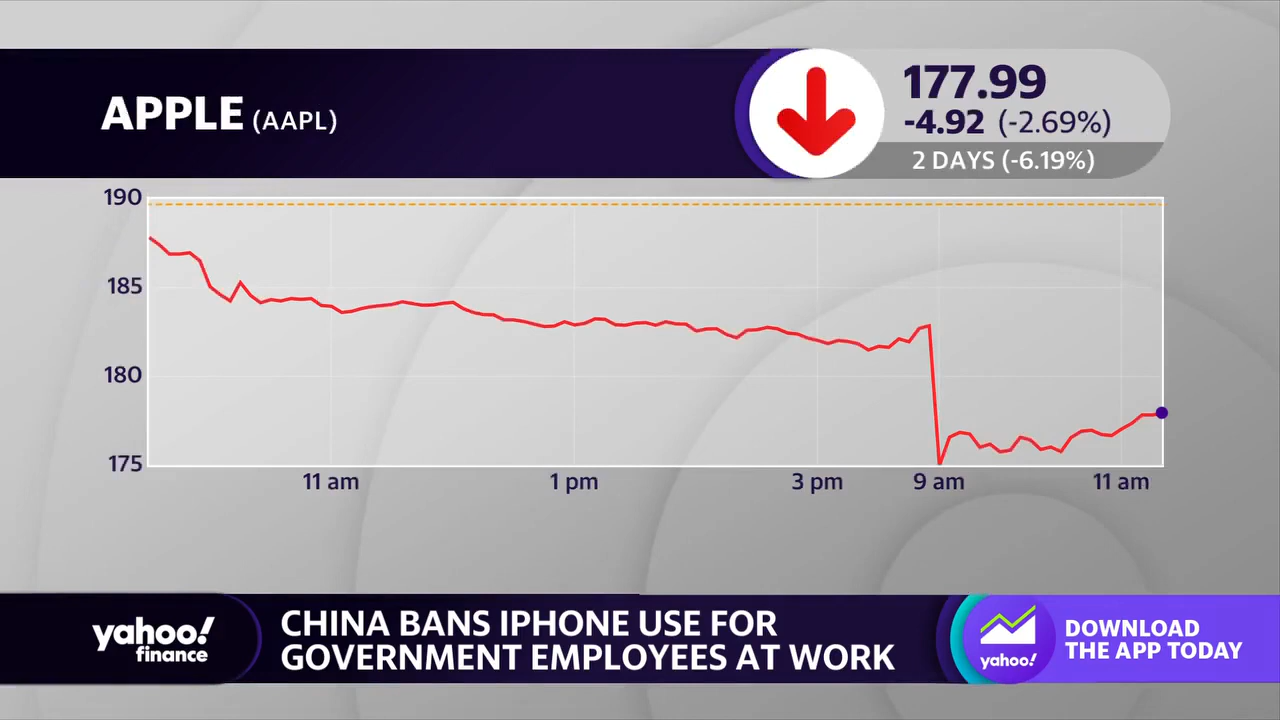 APPLE (AAPL)
177.99
-4.92 (-2.69%)
2 DAYS (-6.19%)
190
185
180
175
11 am
1 pm
3 pm
9 am
11 am
yahoo!
finance
CHINA BANS IPHONE USE FOR
GOVERNMENT EMPLOYEES AT WORK
yahoo!
DOWNLOAD
THE APP TODAY